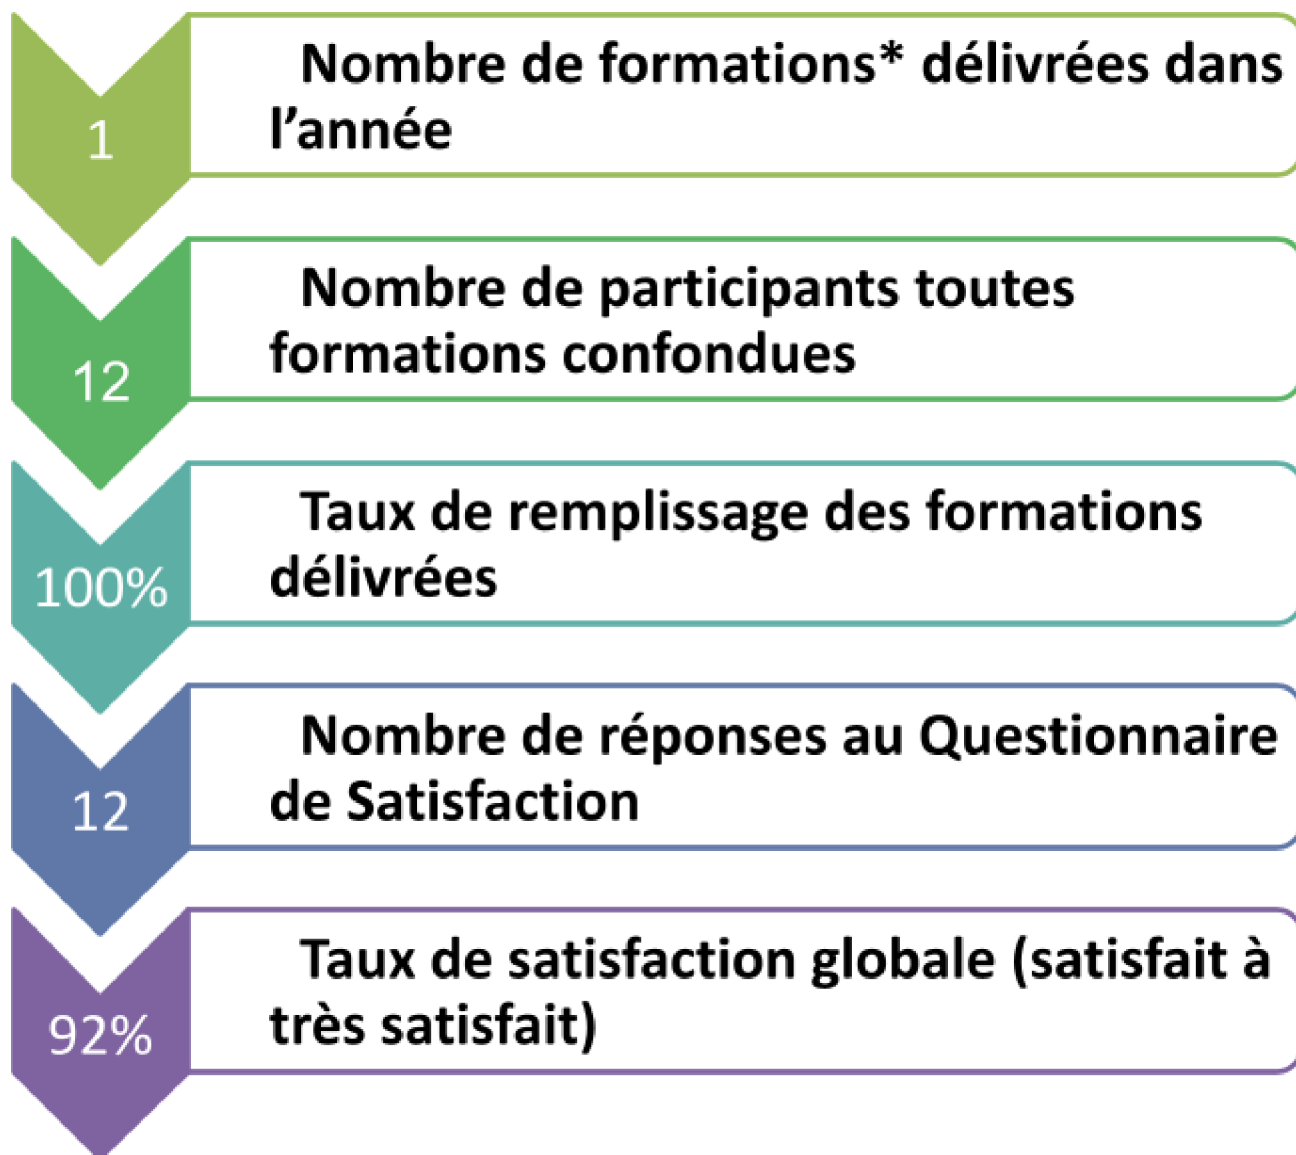 1
Nombre de formations* délivrées dans
l’année
12
Nombre de participants toutes
formations confondues
100%
Taux de remplissage des formations
délivrées
12
Nombre de réponses au Questionnaire
de Satisfaction
92%
Taux de satisfaction globale (satisfait à
très satisfait)